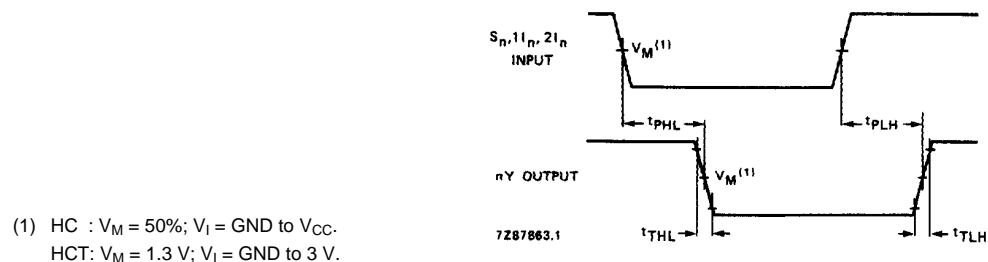 Sn,1In, 2In
INPUT
VM(1)
tPHL
tPLH
nY OUTPUT
VM(1)
(1) HC : VM = 50%; VI = GND to VCC.
HCT: VM = 1.3 V; VI = GND to 3 V.
7Z87863.1
tTHL
tTLH